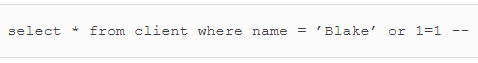 select * from client where name = ’Blake’ or 1=1 --